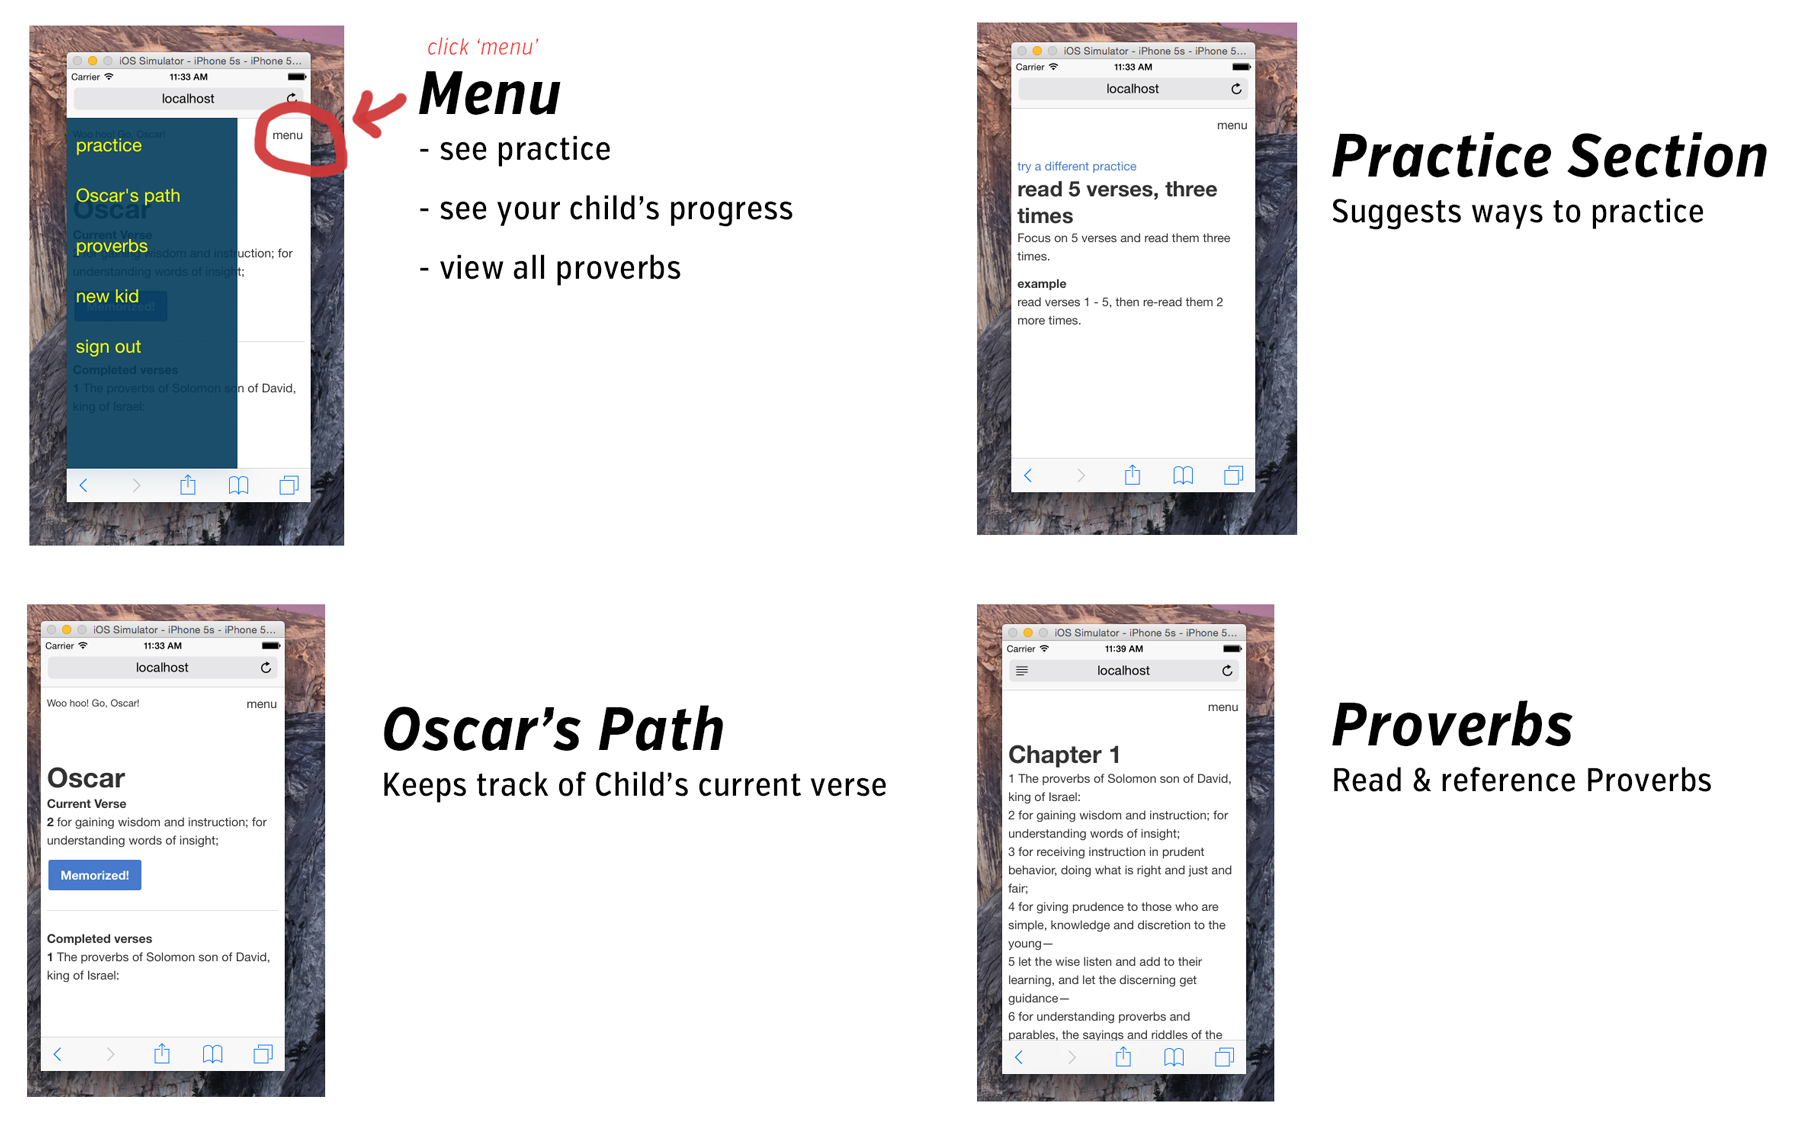 iOS Simulator - iPhone 5s - iPhone 5...
Carrier 11:33 AM
localhost
Woo hoo! Go, Oscar!
menu
practice
Oscar's path
Oscar
Current Verse
proverbs
2 for gaining wisdom and instruction; for
understanding words of insight;
new kid
Memorized!
sign out
Completed verses
1 The proverbs of Solomon son of David,
king of Israel:
click ‘menu’
Menu
- see practice
- see your child’s progress
- view all proverbs
iOS Simulator - iPhone 5s - iPhone 5...
Carrier 11:33 AM
localhost
menu
try a different practice
read 5 verses, three
times
Focus on 5 verses and read them three
times.
example
read verses 1 - 5, then re-read them 2
more times.
Practice Section
Suggests ways to practice
iOS Simulator - iPhone 5s - iPhone 5...
Carrier 11:33 AM
localhost
Woo hoo! Go, Oscar!
menu
Oscar
Current Verse
2 for gaining wisdom and instruction; for
understanding words of insight;
Memorized!
Completed verses
1 The proverbs of Solomon son of David,
king of Israel:
Oscar’s Path
Keeps track of Child’s current verse
iOS Simulator - iPhone 5s - iPhone 5...
Carrier 11:39 AM
localhost
menu
Chapter 1
1 The proverbs of Solomon son of David,
king of Israel:
2 for gaining wisdom and instruction; for
understanding words of insight;
3 for receiving instruction in prudent
behavior, doing what is right and just and
fair;
4 for giving prudence to those who are
simple, knowledge and discretion to the
young—
5 let the wise listen and add to their
learning, and let the discerning get
guidance—
6 for understanding proverbs and
parables, the sayings and riddles of the
Proverbs
Read & reference Proverbs